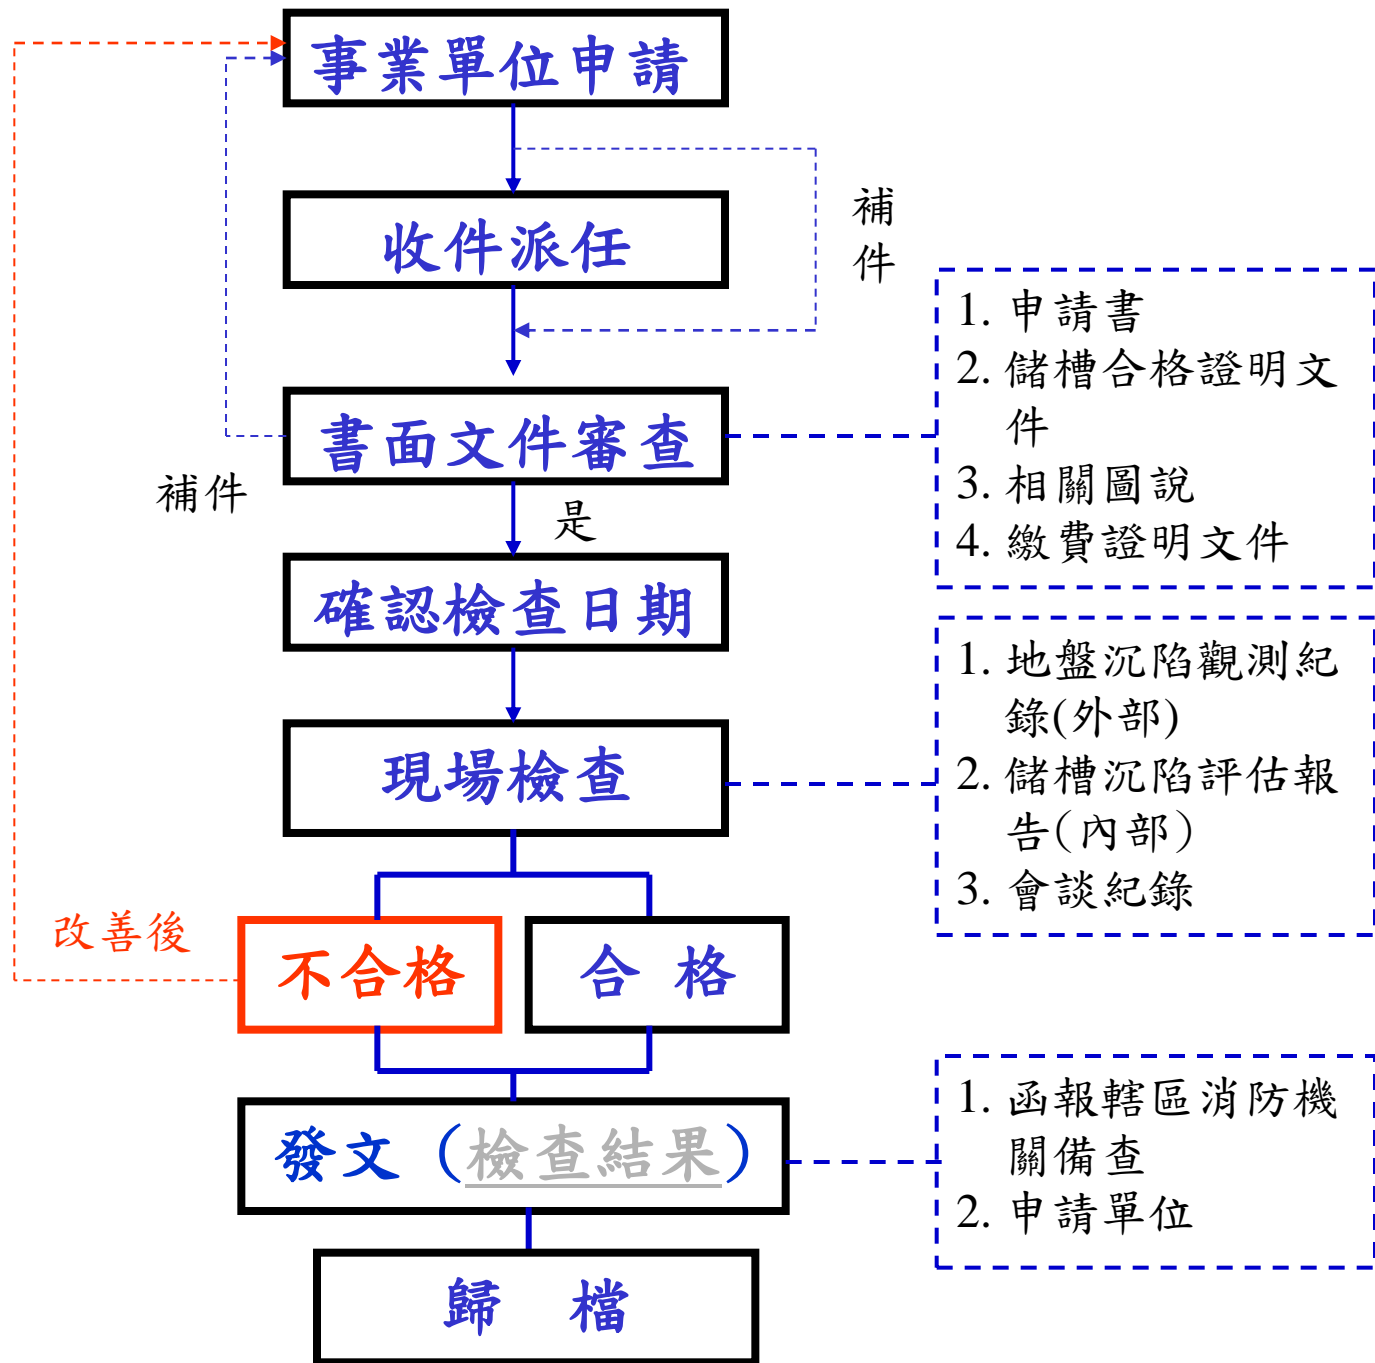 事業單位申請
收件派任
補
件
1. 申請書
2. 儲槽合格證明文
件
3. 相關圖說
4. 繳費證明文件
書面文件審查
補件
是
確認檢查日期
1. 地盤沉陷觀測紀
錄(外部)
2. 儲槽沉陷評估報
告(內部)
3. 會談紀錄
現場檢查
改善後
不合格
合 格
1. 函報轄區消防機
關備查
2. 申請單位
發文（檢查結果）
歸 檔